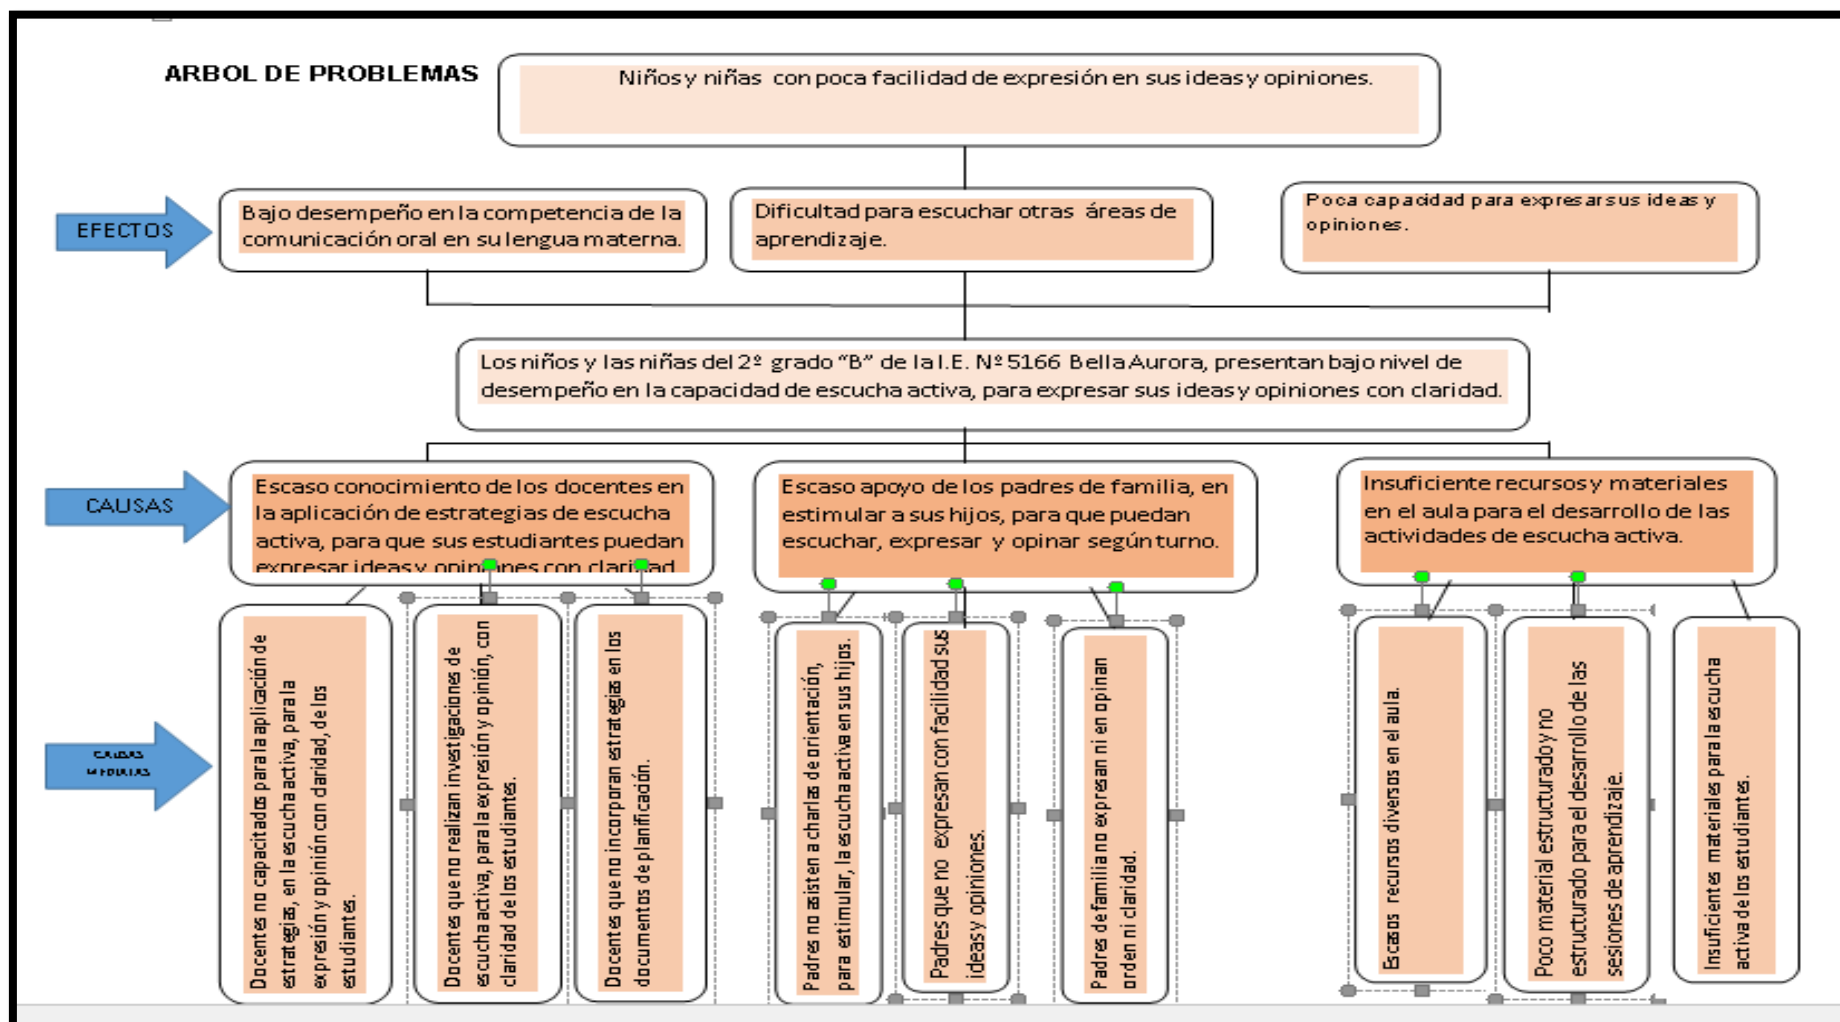 ARBOL DE PROBLEMAS
Niños y niñas con poca facilidad de expresión en sus ideas y opiniones.
EFECTOS
Bajo desempeño en la competencia de la
comunicación oral en su lengua materna.
Dificultad para escuchar otras áreas de
aprendizaje.
Poca capacidad para expresar sus ideas y
opiniones.
Los niños y las niñas del 2º grado “B” de la I.E. Nº 5166 Bella Aurora, presentan bajo nivel de
desempeño en la capacidad de escucha activa, para expresar sus ideas y opiniones con claridad.
CAUSAS
Escaso conocimiento de los docentes en
la aplicación de estrategias de escucha
activa, para que sus estudiantes puedan
expresar ideas y opiniones con claridad
Escaso apoyo de los padres de familia, en
estimular a sus hijos, para que puedan
escuchar, expresar y opinar según turno.
Insuficiente recursos y materiales
en el aula para el desarrollo de las
actividades de escucha activa.
CAUSAS
MEDIATAS
Docentes no capacitados para la aplicación de
estrategias, en la escucha activa, para la
expresión y opinión con claridad, de los
estudiantes.
Docentes que no realizan investigaciones de
escucha activa, para la expresión y opinión, con
claridad de los estudiantes.
Docentes que no incorporan estrategias en los
documentos de planificación.
Padres no asisten a charlas de orientación,
para estimular, la escucha activa en sus hijos.
Padres que no expresan con facilidad sus
ideas y opiniones.
Padres de familia no expresan ni en opinan
orden ni claridad.
Escasos recursos diversos en el aula.
Poco material estructurado y no
estructurado para el desarrollo de las
sesiones de aprendizaje.
Insuficientes materiales para la escucha
activa de los estudiantes.